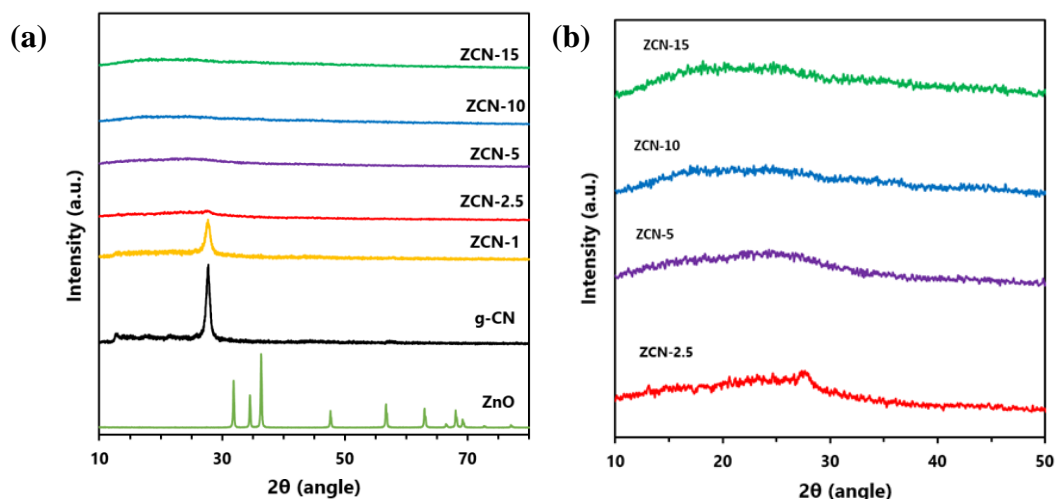 (a)
ZCN-15
ZCN-10
ZCN-5
ZCN-2.5
ZCN-1
g-CN
ZnO
Intensity (a.u.)
10 30 50 70
2θ (angle)
(b)
ZCN-15
ZCN-10
ZCN-5
ZCN-2.5
Intensity (a.u.)
10 20 30 40 50
2θ (angle)